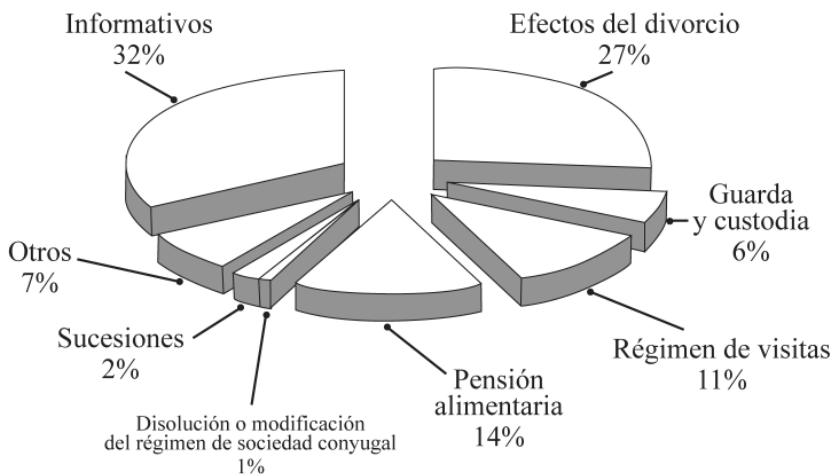 Informativos
32%
Efectos del divorcio
27%
Guarda
y custodia
6%
Régimen de visitas
11%
Pensión
alimentaria
14%
Disolución o modificación
del régimen de sociedad conyugal
1%
Sucesiones
2%
Otros
7%